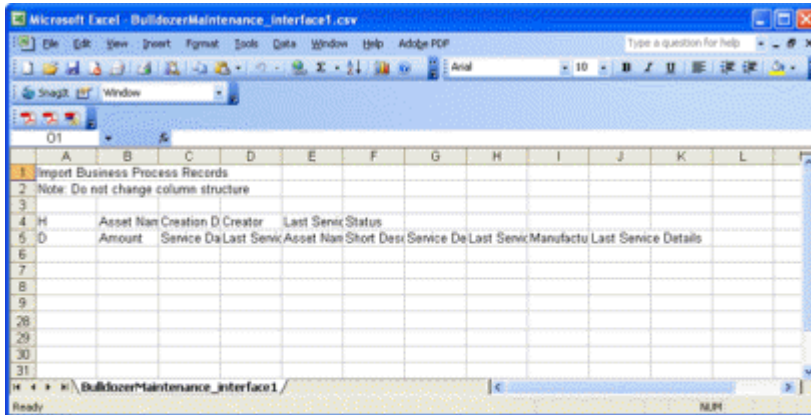 Microsoft Excel - BulldozerMaintenance_interface1.csv
File Edit View Insert Format Tools Data Window Help Adobe PDF Type a question for help
Arial 10 B I U
SnagIt Window
O1 fx
A B C D E F G H I J K L
1 Import Business Process Records
2 Note: Do not change column structure
3
4 H Asset Nam Creation D Creator Last Servic Status
5 D Amount Service Da Last Servic Asset Nam Short Desc Service De Last Servic Manufactu Last Service Details
6
7
8
9
28
29
30
31
BulldozerMaintenance_interface1
Ready NUM